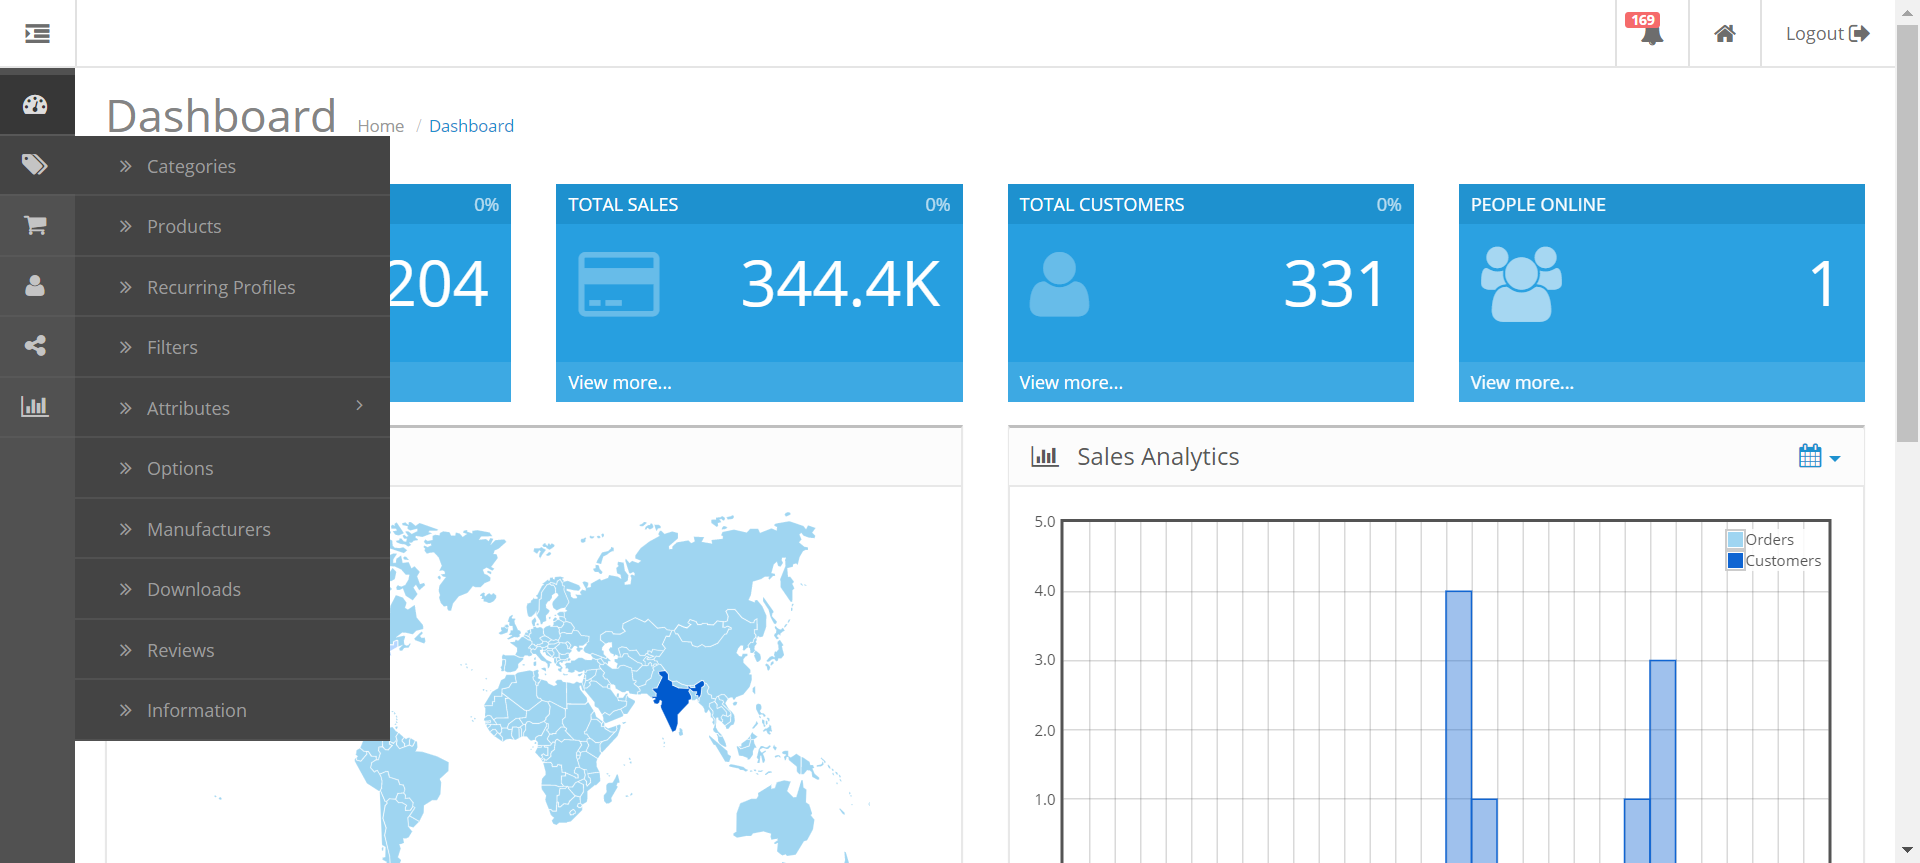 169
Logout
Dashboard
Home / Dashboard
Categories
Products
Recurring Profiles
Filters
Attributes
Options
Manufacturers
Downloads
Reviews
Information
0%
204
TOTAL SALES 0%
344.4K
View more...
TOTAL CUSTOMERS 0%
331
View more...
PEOPLE ONLINE
1
View more...
Sales Analytics
5.0
4.0
3.0
2.0
1.0
Orders
Customers